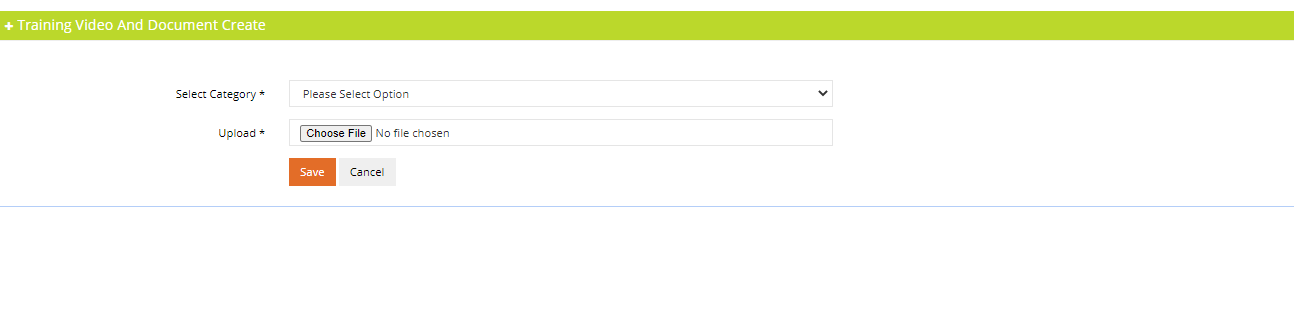 + Training Video And Document Create
Select Category * Please Select Option
Upload * Choose File No file chosen
Save Cancel